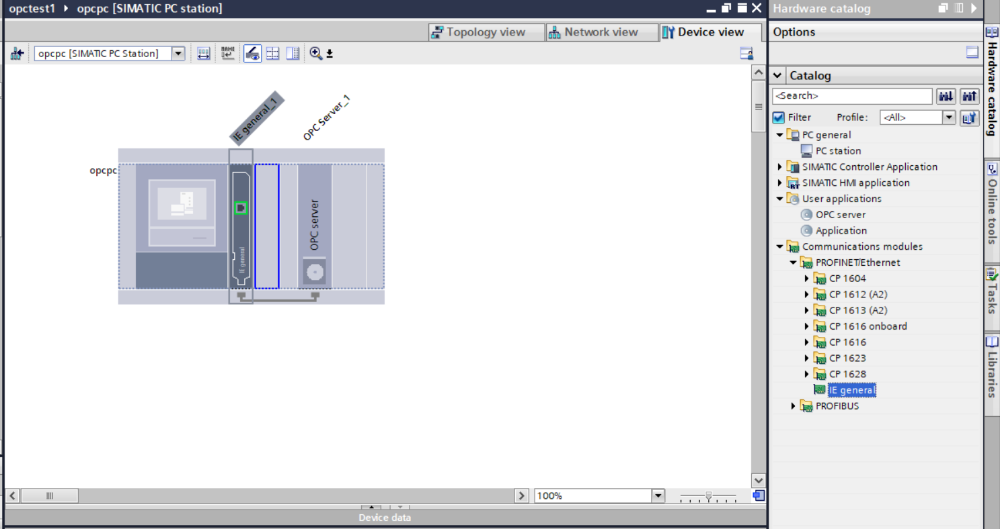 opctest1 ▸ opcpc [SIMATIC PC station]
Topology view
Network view
Device view
opcpc [SIMATIC PC Station]
NAME
IE general_1
OPC Server_1
opcpc
IE general
OPC server
100%
Device data
Hardware catalog
Options
Catalog
<Search>
Filter
Profile:
<All>
PC general
PC station
SIMATIC Controller Application
RT
SIMATIC HMI application
User applications
OPC server
Application
Communications modules
PROFINET/Ethernet
CP 1604
CP 1612 (A2)
CP 1613 (A2)
CP 1616 onboard
CP 1616
CP 1623
CP 1628
IE general
PROFIBUS
Hardware catalog
Online tools
Tasks
Libraries